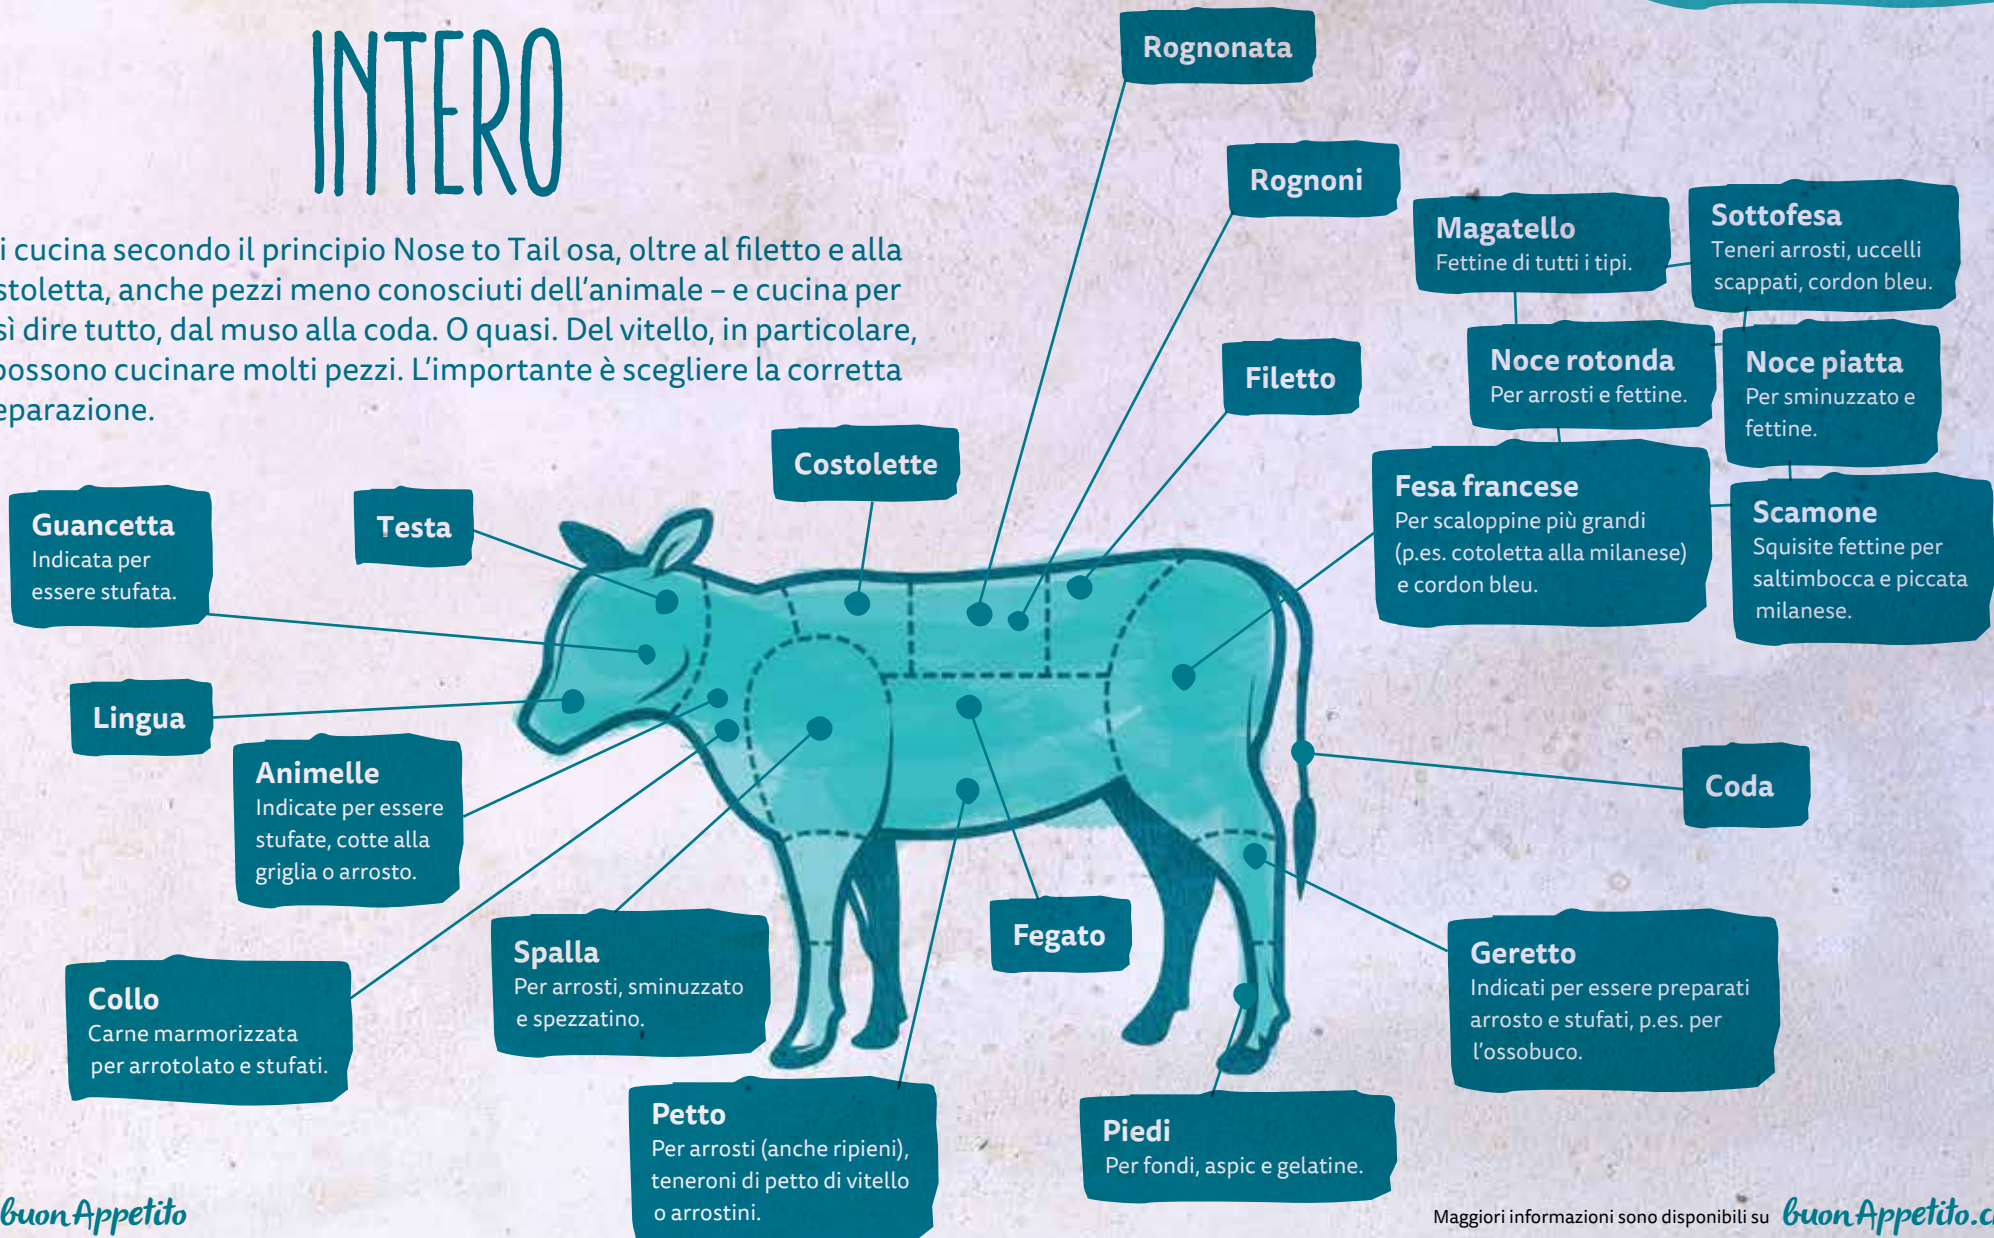 INTERO
i cucina secondo il principio Nose to Tail osa, oltre al filetto e alla
stoletta, anche pezzi meno conosciuti dell'animale – e cucina per
sì dire tutto, dal muso alla coda. O quasi. Del vitello, in particolare,
possono cucinare molti pezzi. L'importante è scegliere la corretta
eparazione.
Rognonata
Rognoni
Filetto
Costolette
Magatello
Fettine di tutti i tipi.
Sottofesa
Teneri arrosti, uccelli
scappati, cordon bleu.
Noce rotonda
Per arrosti e fettine.
Noce piatta
Per sminuzzato e
fettine.
Fesa francese
Per scaloppine più grandi
(p.es. cotoletta alla milanese)
e cordon bleu.
Scamone
Squisite fettine per
saltimbocca e piccata
milanese.
Guancetta
Indicata per
essere stufata.
Testa
Lingua
Animelle
Indicate per essere
stufate, cotte alla
griglia o arrosto.
Collo
Carne marmorizzata
per arrotolato e stufati.
Spalla
Per arrosti, sminuzzato
e spezzatino.
Petto
Per arrosti (anche ripieni),
teneroni di petto di vitello
o arrostini.
Fegato
Piedi
Per fondi, aspic e gelatine.
Coda
Geretto
Indicati per essere preparati
arrosto e stufati, p.es. per
l'ossobuco.
buon Appetito
Maggiori informazioni sono disponibili su buon Appetito.c